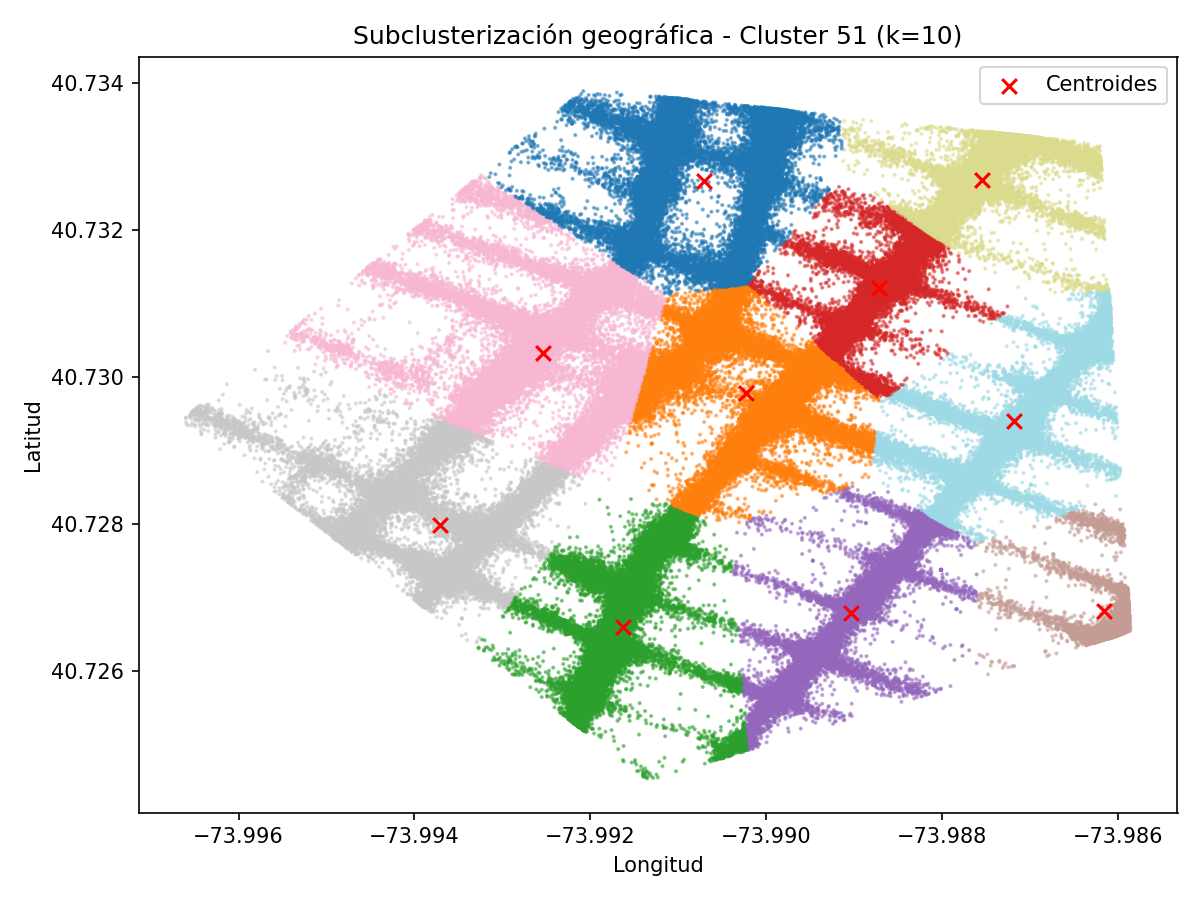 Subclusterización geográfica - Cluster 51 (k=10)
Centroides
40.734
40.732
40.730
40.728
40.726
Latitud
−73.996
−73.994
−73.992
−73.990
−73.988
−73.986
Longitud